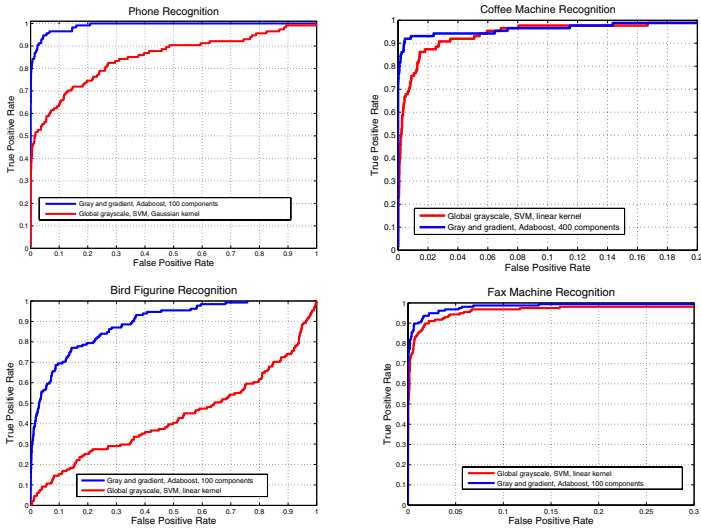 Phone Recognition
1
0.9
0.8
0.7
0.6
0.5
0.4
0.3
0.2
0.1
0
True Positive Rate
Gray and gradient, Adaboost, 100 components
Global grayscale, SVM, Gaussian kernel
0 0.1 0.2 0.3 0.4 0.5 0.6 0.7 0.8 0.9 1
False Positive Rate
Coffee Machine Recognition
1
0.9
0.8
0.7
0.6
0.5
0.4
0.3
0.2
0.1
0
True Positive Rate
Global grayscale, SVM, linear kernel
Gray and gradient, Adaboost, 400 components
0 0.02 0.04 0.06 0.08 0.1 0.12 0.14 0.16 0.18 0.2
False Positive Rate
Bird Figurine Recognition
1
0.9
0.8
0.7
0.6
0.5
0.4
0.3
0.2
0.1
0
True Positive Rate
Gray and gradient, Adaboost, 100 components
Global grayscale, SVM, linear kernel
0 0.1 0.2 0.3 0.4 0.5 0.6 0.7 0.8 0.9 1
False Positive Rate
Fax Machine Recognition
1
0.9
0.8
0.7
0.6
0.5
0.4
0.3
0.2
0.1
0
True Positive Rate
Global grayscale, SVM, linear kernel
Gray and gradient, Adaboost, 100 components
0 0.05 0.1 0.15 0.2 0.25 0.3
False Positive Rate